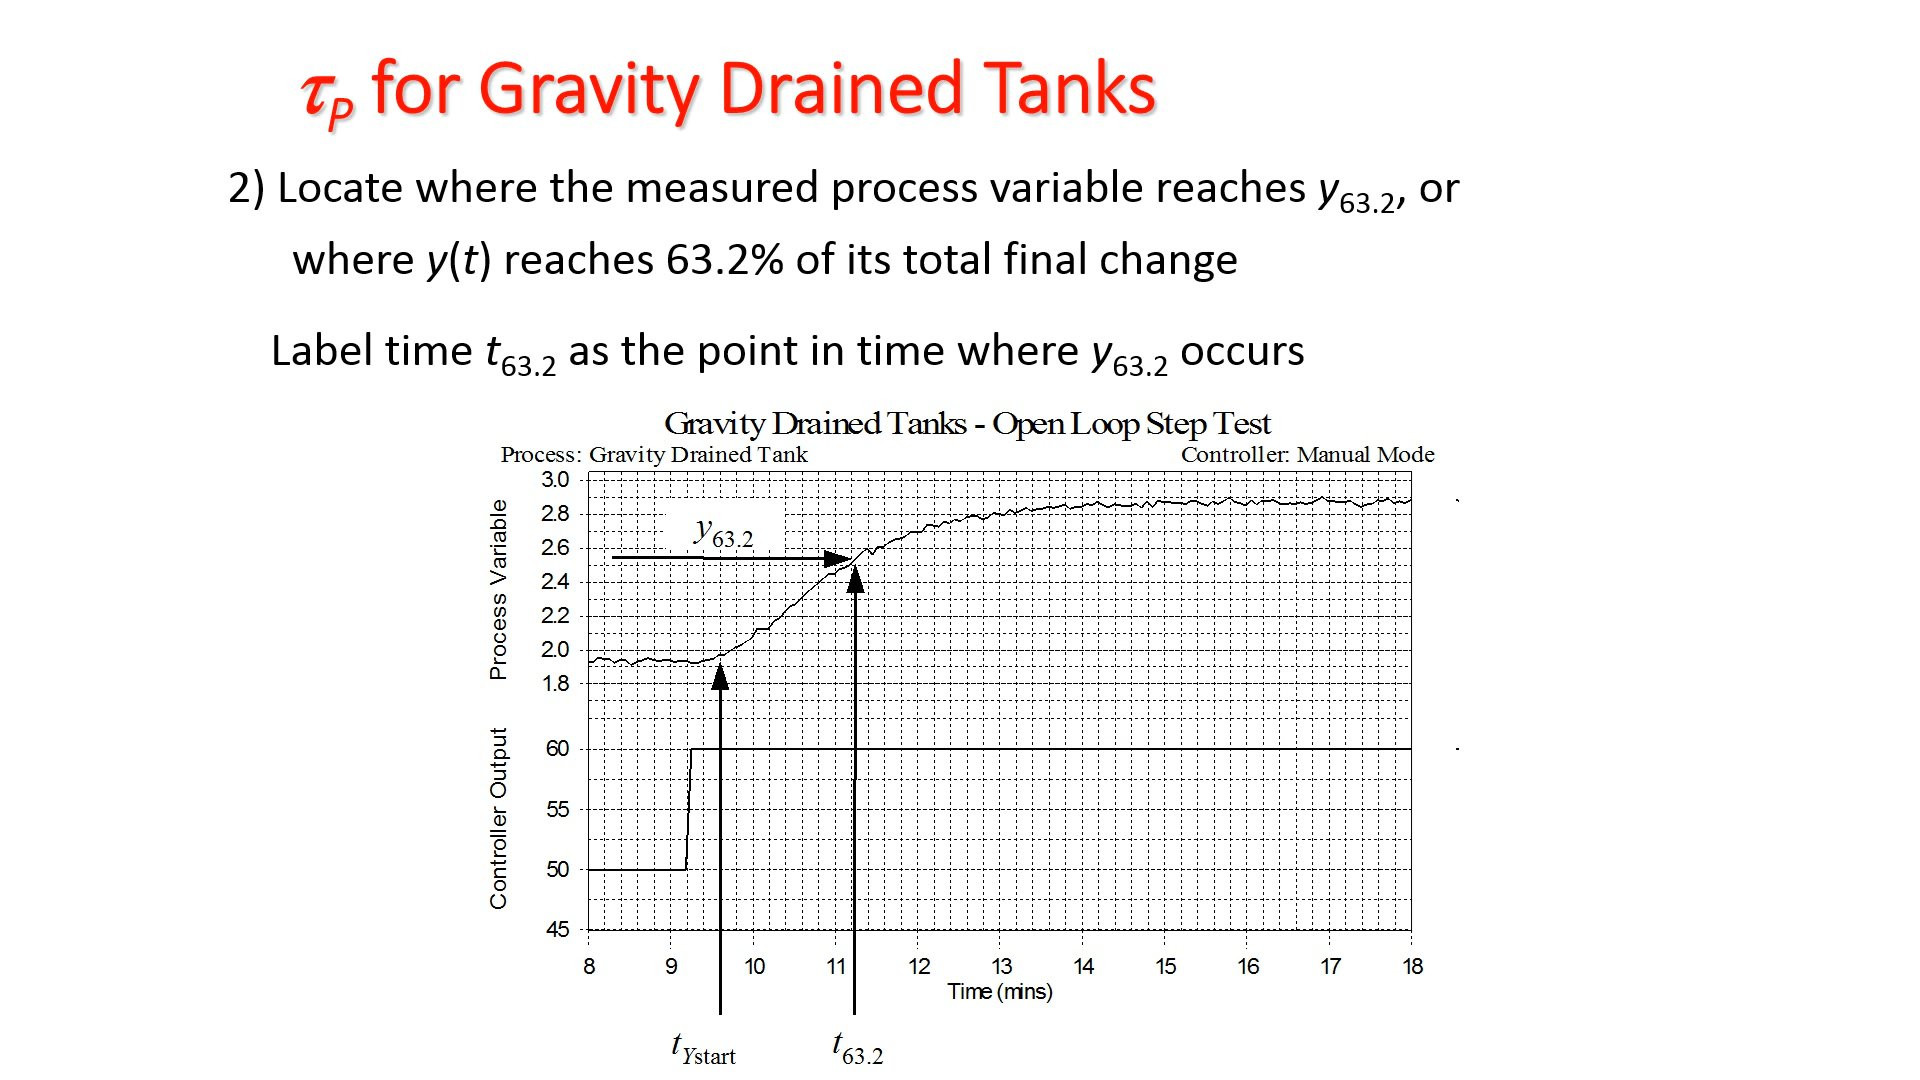 τP for Gravity Drained Tanks
2) Locate where the measured process variable reaches y63.2, or
where y(t) reaches 63.2% of its total final change
Label time t63.2 as the point in time where y63.2 occurs
Gravity Drained Tanks - Open Loop Step Test
Process: Gravity Drained Tank
Controller: Manual Mode
Process Variable
3.0
2.8
2.6
2.4
2.2
2.0
1.8
y63.2
Controller Output
60
55
50
45
8 9 10 11 12 13 14 15 16 17 18
Time (mins)
tYstart
t63.2